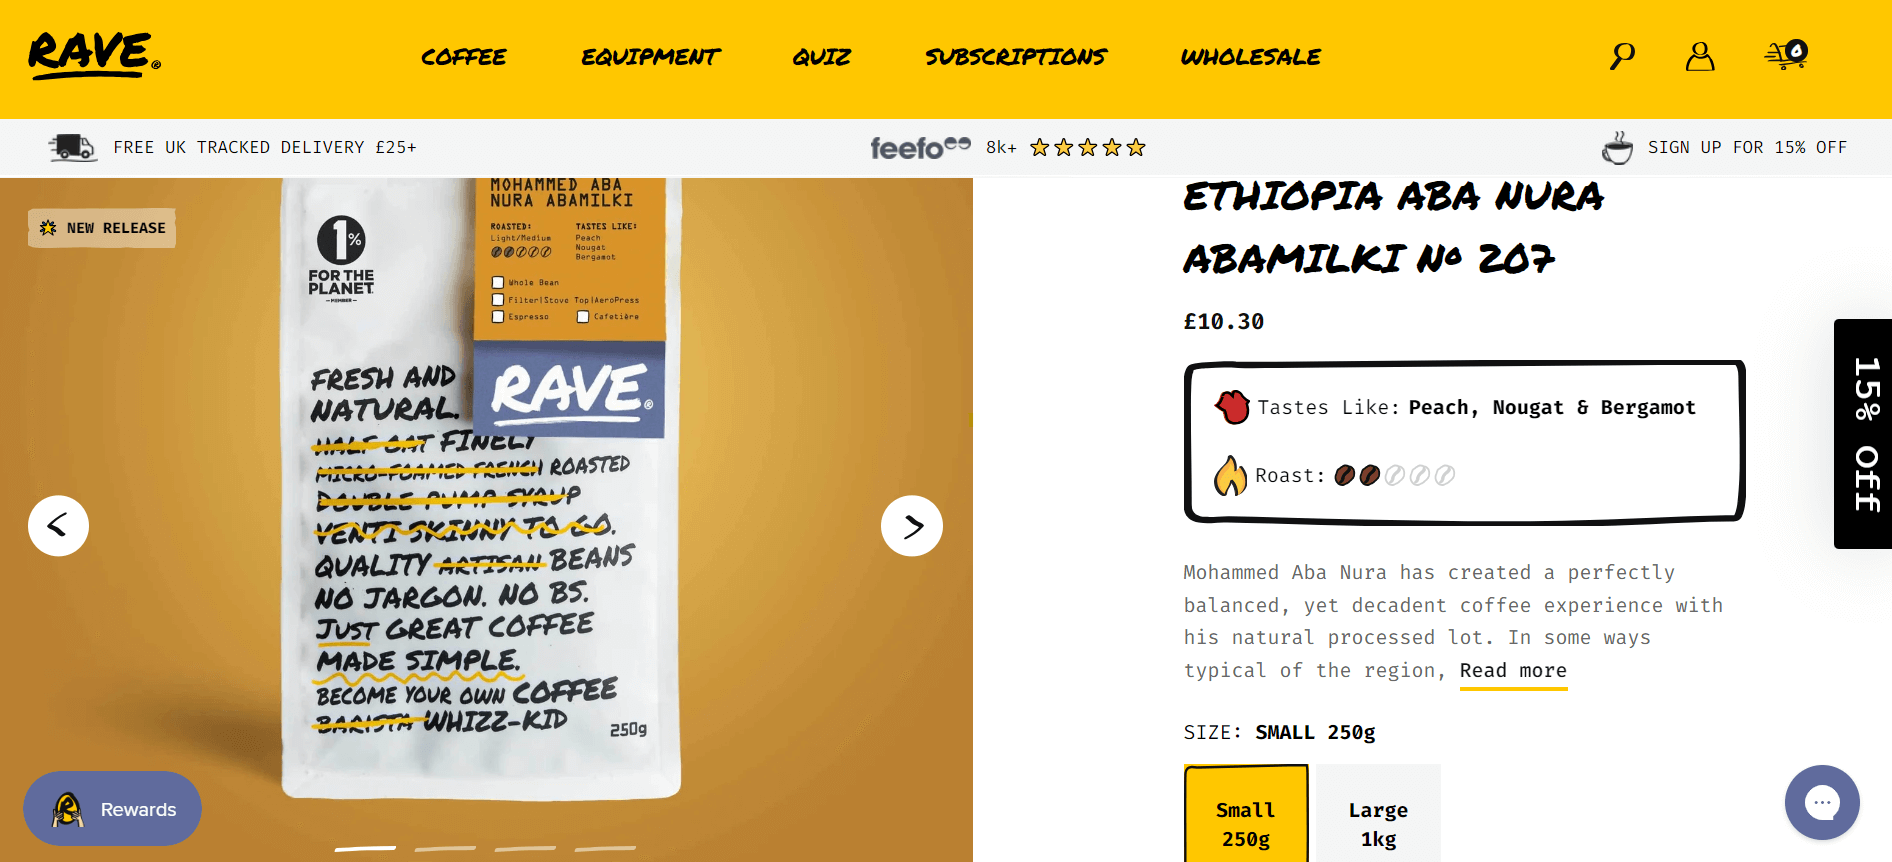 RAVE.®
COFFEE
EQUIPMENT
QUIZ
SUBSCRIPTIONS
WHOLESALE
0
FREE UK TRACKED DELIVERY £25+
feefo
8k+
SIGN UP FOR 15% OFF
NEW RELEASE
MOHAMMED ABA
NURA ABAMILKI
ROASTED:
Light/Medium
TASTES LIKE:
Peach
Nougat
Bergamot
Whole Bean
Filter|Stove Top|AeroPress
Espresso
Cafetière
1%
FOR THE
PLANET
MEMBER
RAVE.®
FRESH AND
NATURAL.
HALF CAT FINELY
MICRO-FOAMED FRENCH ROASTED
DOUBLE PUMP SYRUP
VENTI SKINNY TO GO.
QUALITY ARTISAN BEANS
NO JARGON. NO BS.
JUST GREAT COFFEE
MADE SIMPLE.
BECOME YOUR OWN COFFEE
BARISTA WHIZZ-KID
250g
Rewards
ETHIOPIA ABA NURA
ABAMILKI Nº 207
£10.30
Tastes Like: Peach, Nougat & Bergamot
Roast:
Mohammed Aba Nura has created a perfectly
balanced, yet decadent coffee experience with
his natural processed lot. In some ways
typical of the region, Read more
SIZE: SMALL 250g
Small
250g
Large
1kg
15% Off